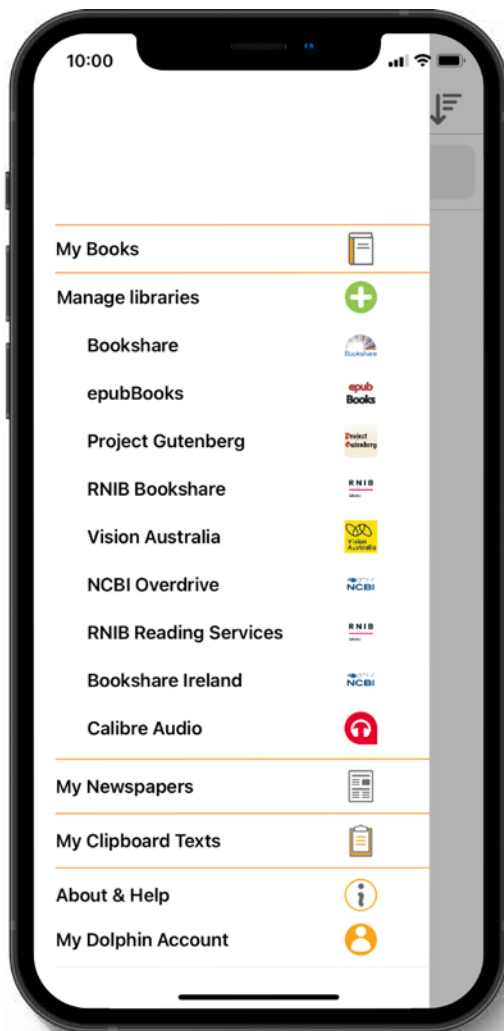 10:00
My Books
Manage libraries
Bookshare
Bookshare
epubBooks
epub
Books
Project Gutenberg
Project
Gutenberg
RNIB Bookshare
RNIB
Library
Vision Australia
Vision
Australia
NCBI Overdrive
NCBI
RNIB Reading Services
RNIB
Library
Bookshare Ireland
NCBI
Calibre Audio
My Newspapers
My Clipboard Texts
About & Help
My Dolphin Account